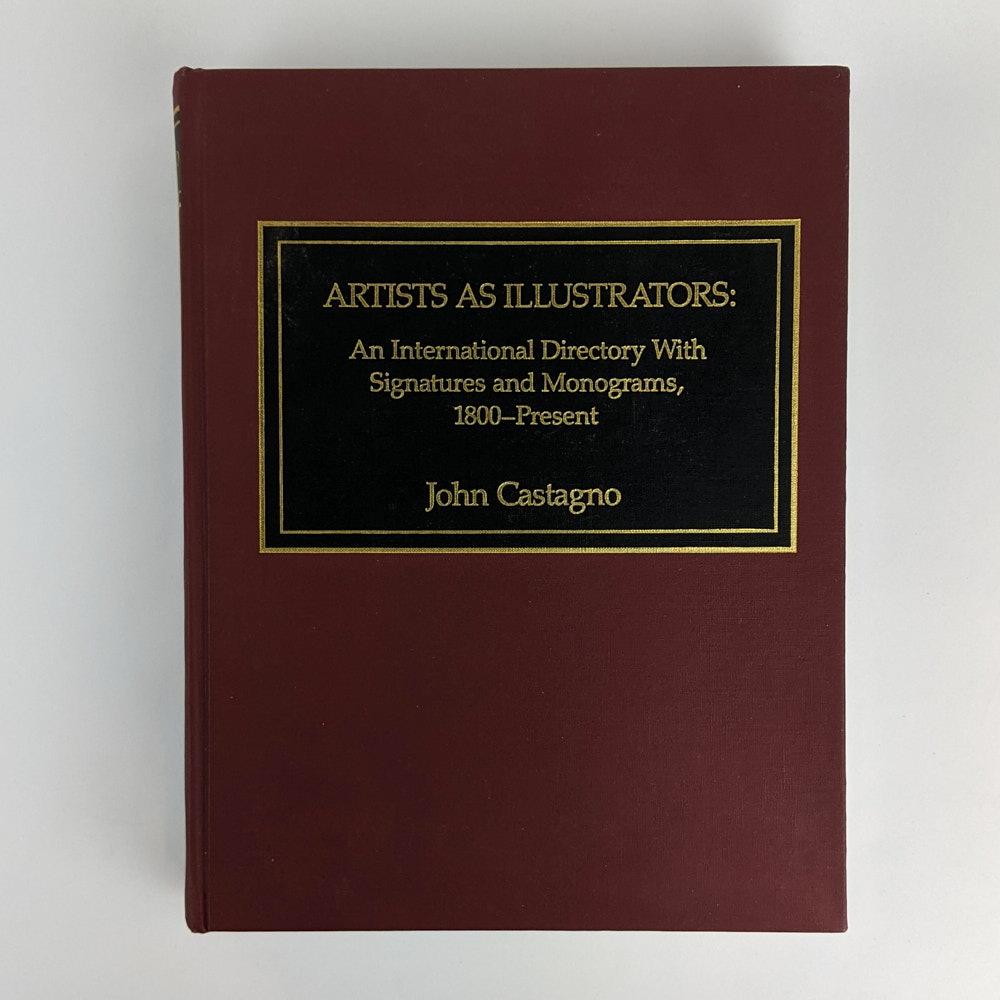 ARTISTS AS ILLUSTRATORS:
An International Directory With
Signatures and Monograms,
1800–Present
John Castagno